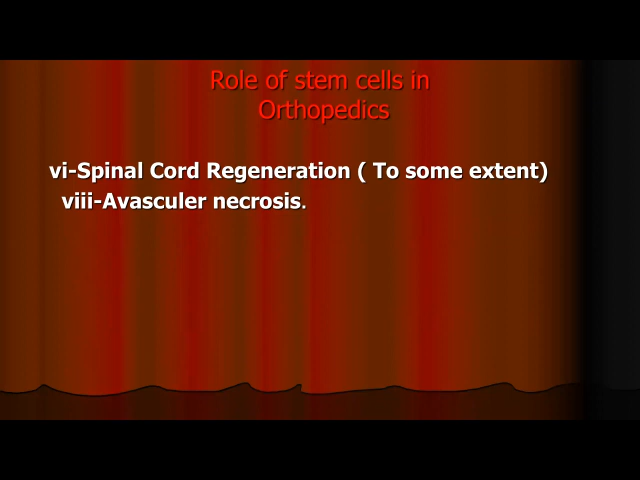 Role of stem cells in
Orthopedics
vi-Spinal Cord Regeneration ( To some extent)
viii-Avasculer necrosis.